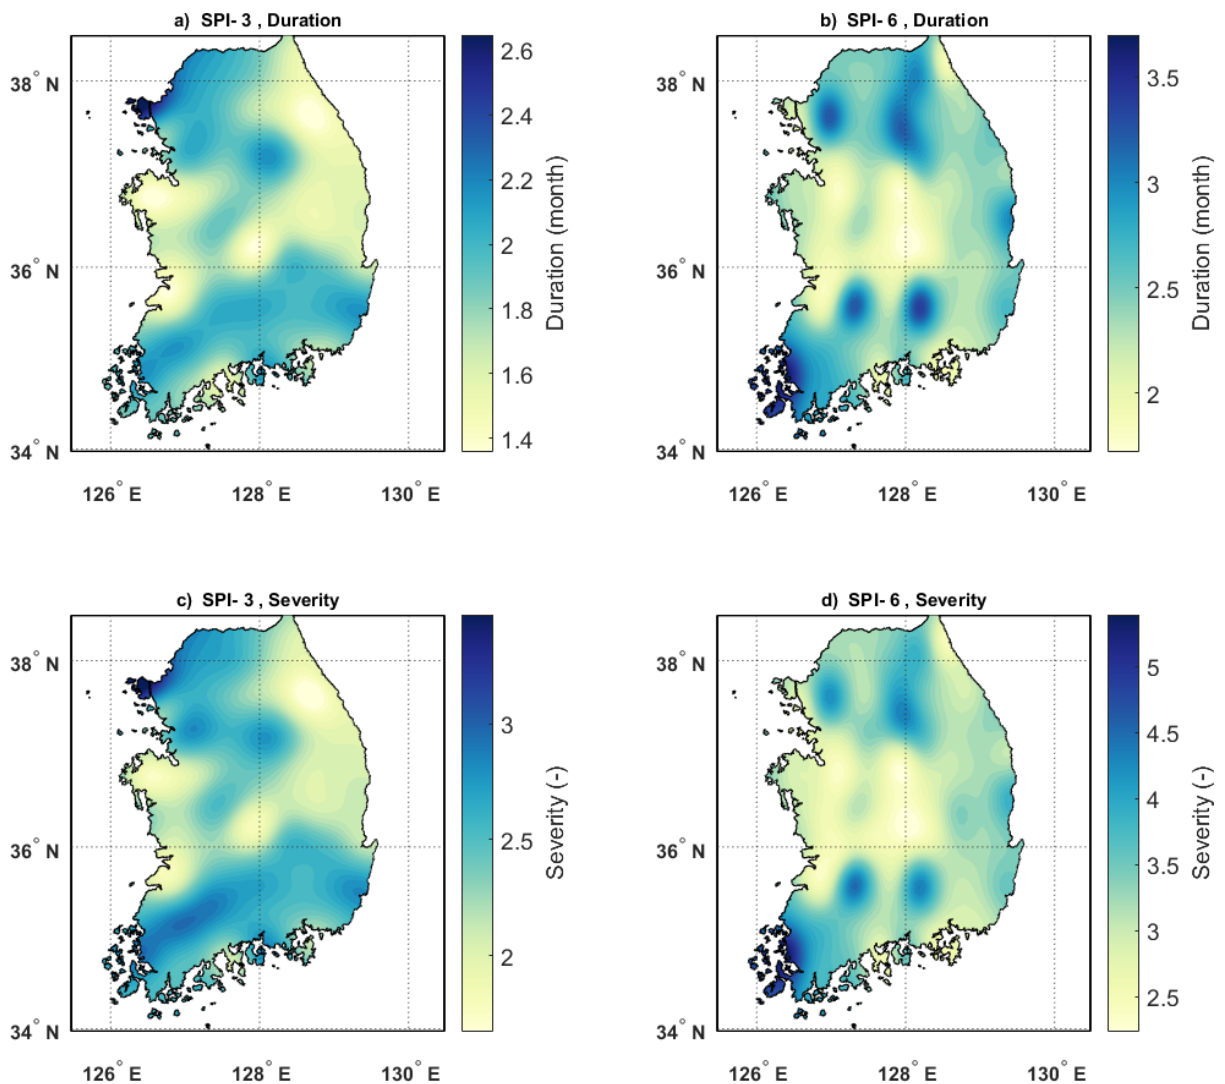 a) SPI- 3 , Duration
38° N
36° N
34° N
126° E
128° E
130° E
2.6
2.4
2.2
2
1.8
1.6
1.4
Duration (month)
b) SPI- 6 , Duration
38° N
36° N
34° N
126° E
128° E
130° E
3.5
3
2.5
2
Duration (month)
c) SPI- 3 , Severity
38° N
36° N
34° N
126° E
128° E
130° E
3
2.5
2
Severity (-)
d) SPI- 6 , Severity
38° N
36° N
34° N
126° E
128° E
130° E
5
4.5
4
3.5
3
2.5
Severity (-)